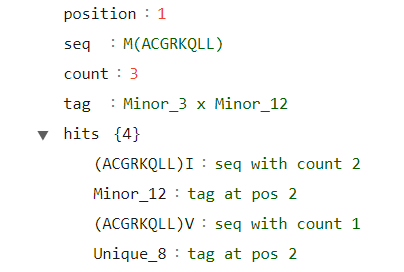 position : 1
seq : M(ACGRKQLL)
count : 3
tag : Minor_3 x Minor_12
▼ hits {4}
(ACGRKQLL)I : seq with count 2
Minor_12 : tag at pos 2
(ACGRKQLL)V : seq with count 1
Unique_8 : tag at pos 2